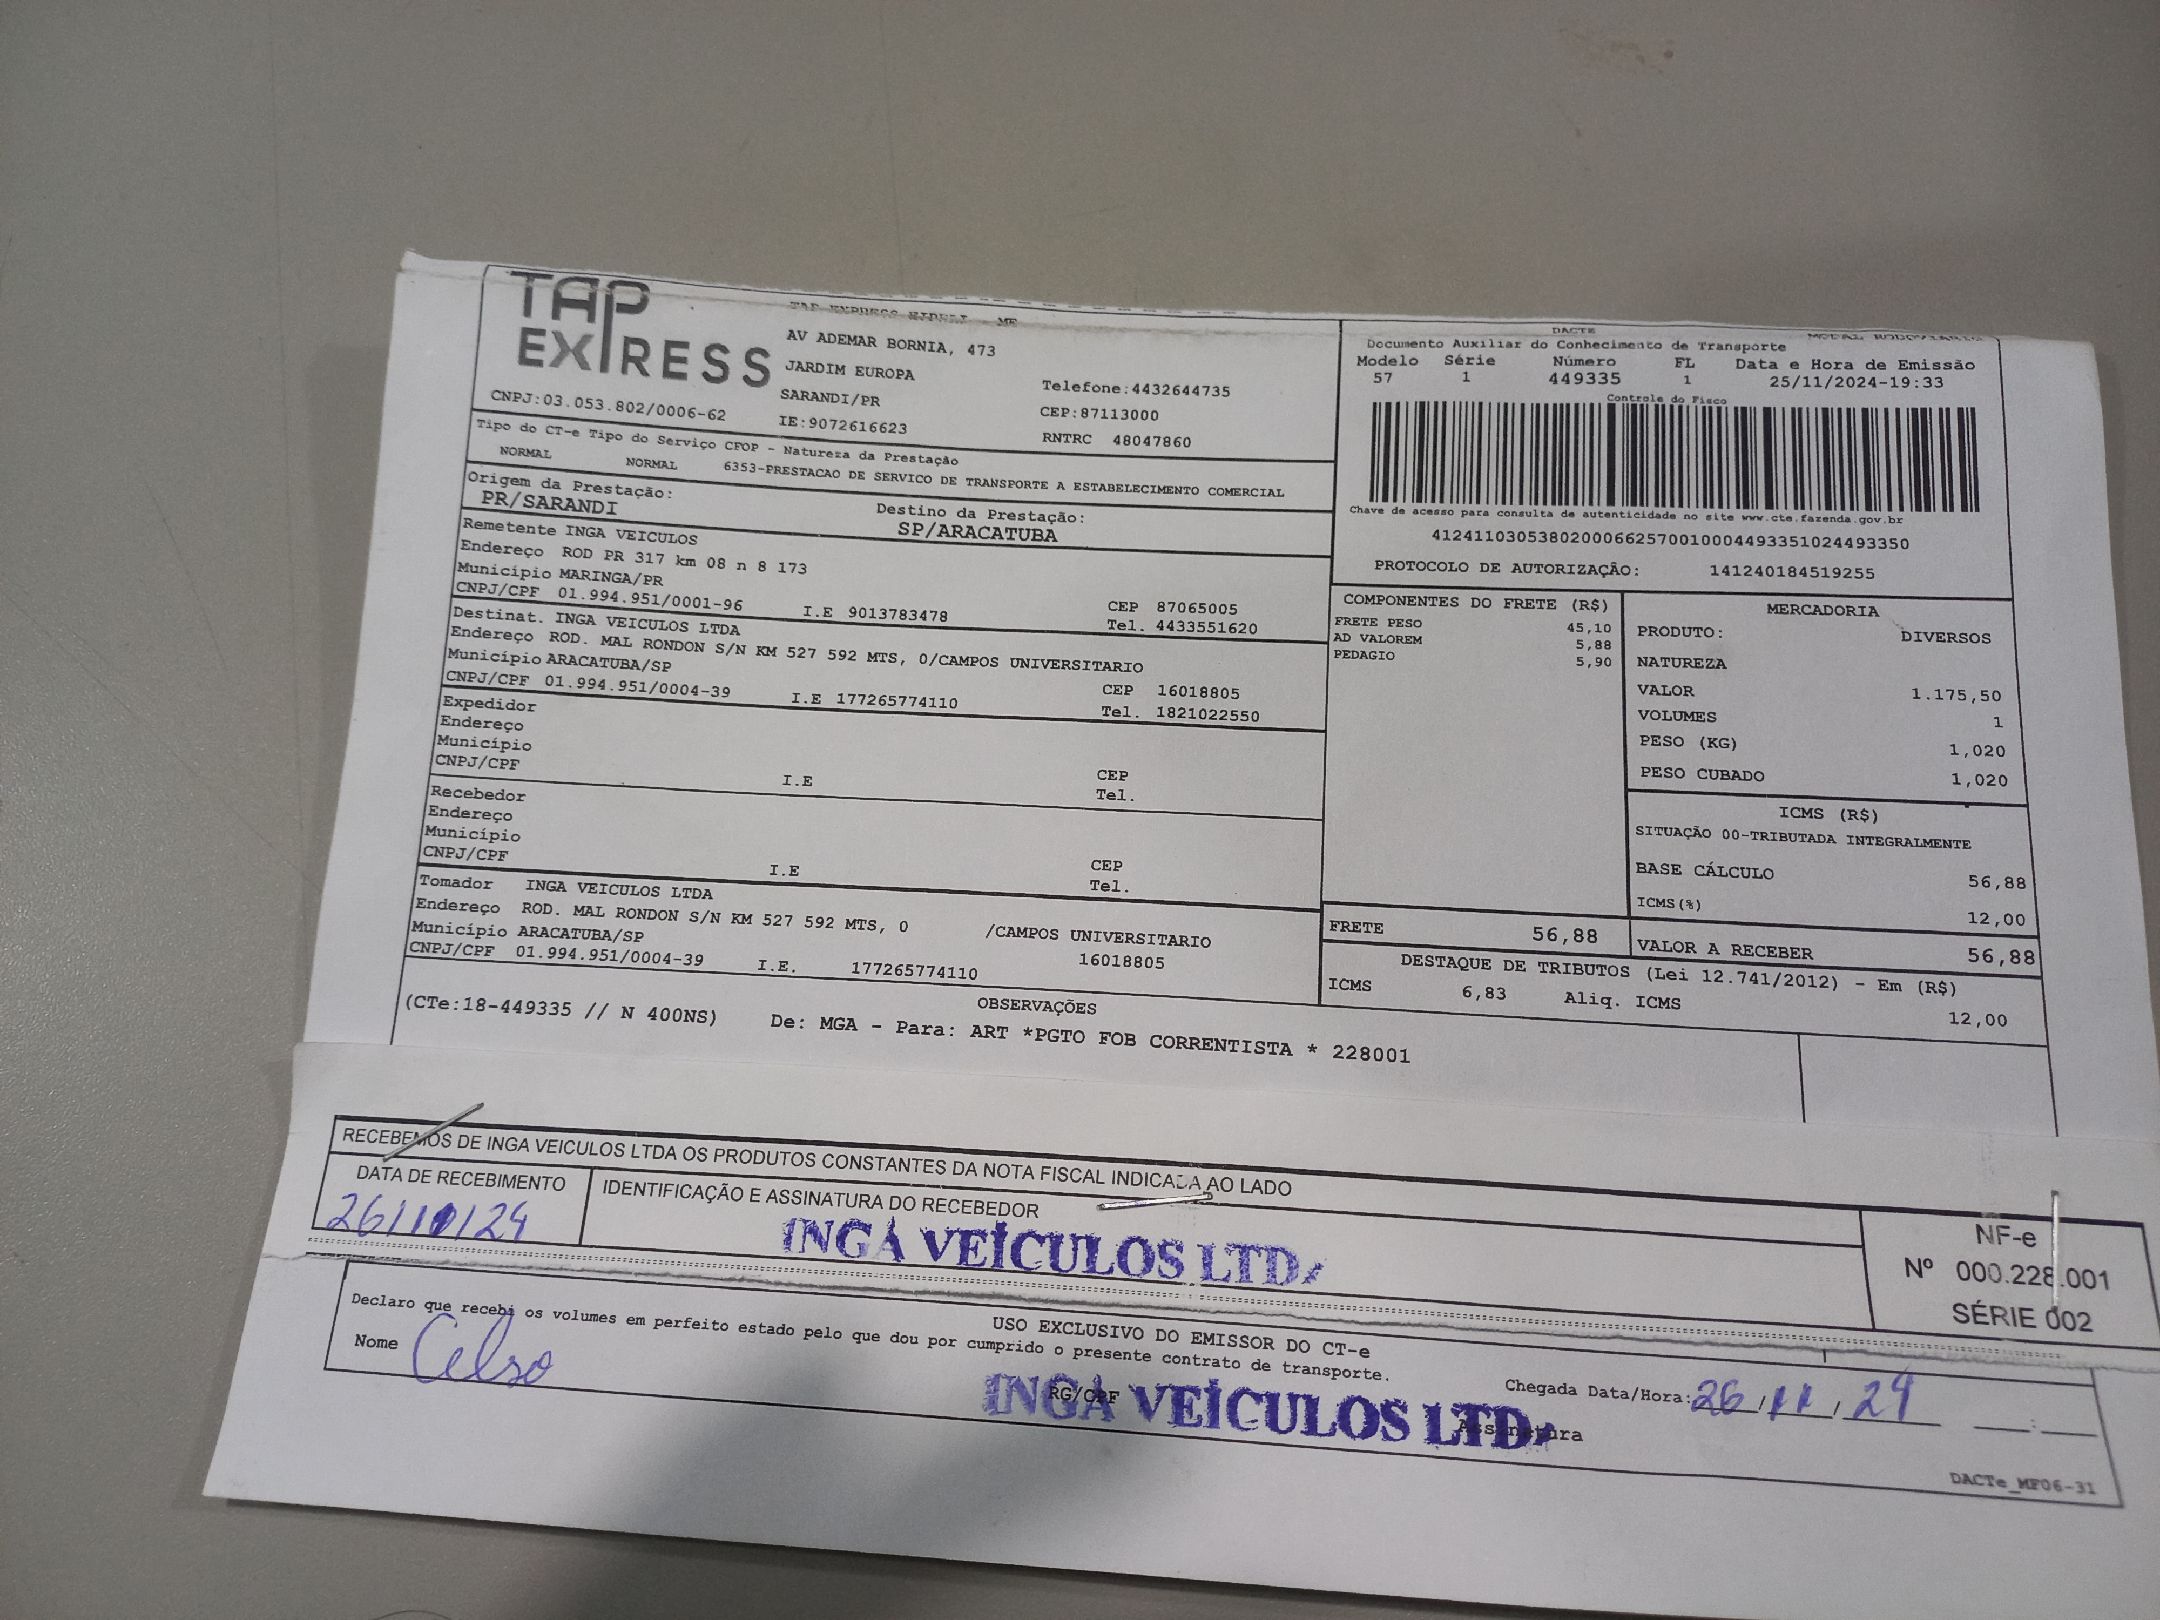 TAP
EXPRESS
TAP EXPRESS EIRELI - ME
AV ADEMAR BORNIA, 473
JARDIM EUROPA
SARANDI/PR
IE:9072616623
Telefone:4432644735
CEP:87113000
RNTRC 48047860
CNPJ:03.053.802/0006-62
DACTE
MODAL RODOVIARIO
Documento Auxiliar do Conhecimento de Transporte
Modelo Série Número FL Data e Hora de Emissão
57 1 449335 1 25/11/2024-19:33
Controle do Fisco
Chave de acesso para consulta de autenticidade no site www.cte.fazenda.gov.br
41241103053802000662570010004493351024493350
PROTOCOLO DE AUTORIZAÇÃO: 141240184519255
Tipo do CT-e Tipo do Serviço CFOP - Natureza da Prestação
NORMAL NORMAL 6353-PRESTACAO DE SERVICO DE TRANSPORTE A ESTABELECIMENTO COMERCIAL
Origem da Prestação: Destino da Prestação:
PR/SARANDI SP/ARACATUBA
Remetente INGA VEICULOS
Endereço ROD PR 317 km 08 n 8 173
Município MARINGA/PR CEP 87065005
CNPJ/CPF 01.994.951/0001-96 I.E 9013783478 Tel. 4433551620
Destinat. INGA VEICULOS LTDA
Endereço ROD. MAL RONDON S/N KM 527 592 MTS, 0/CAMPOS UNIVERSITARIO
Município ARACATUBA/SP CEP 16018805
CNPJ/CPF 01.994.951/0004-39 I.E 177265774110 Tel. 1821022550
Expedidor
Endereço
Município CEP
CNPJ/CPF I.E Tel.
Recebedor
Endereço
Município CEP
CNPJ/CPF I.E Tel.
Tomador INGA VEICULOS LTDA
Endereço ROD. MAL RONDON S/N KM 527 592 MTS, 0 /CAMPOS UNIVERSITARIO
Município ARACATUBA/SP 16018805
CNPJ/CPF 01.994.951/0004-39 I.E. 177265774110
COMPONENTES DO FRETE (R$)
FRETE PESO 45,10
AD VALOREM 5,88
PEDAGIO 5,90
MERCADORIA
PRODUTO: DIVERSOS
NATUREZA
VALOR 1.175,50
VOLUMES 1
PESO (KG) 1,020
PESO CUBADO 1,020
ICMS (R$)
SITUAÇÃO 00-TRIBUTADA INTEGRALMENTE
BASE CÁLCULO 56,88
ICMS(%) 12,00
FRETE 56,88 VALOR A RECEBER 56,88
DESTAQUE DE TRIBUTOS (Lei 12.741/2012) - Em (R$)
ICMS 6,83 Aliq. ICMS 12,00
OBSERVAÇÕES
(CTe:18-449335 // N 400NS) De: MGA - Para: ART *PGTO FOB CORRENTISTA * 228001
RECEBEMOS DE INGA VEICULOS LTDA OS PRODUTOS CONSTANTES DA NOTA FISCAL INDICADA AO LADO
DATA DE RECEBIMENTO IDENTIFICAÇÃO E ASSINATURA DO RECEBEDOR
26/11/24
INGÁ VEÍCULOS LTDA
NF-e
Nº 000.228.001
SÉRIE 002
USO EXCLUSIVO DO EMISSOR DO CT-e
Declaro que recebi os volumes em perfeito estado pelo que dou por cumprido o presente contrato de transporte.
Nome Celso RG/CPF Assinatura
INGÁ VEÍCULOS LTDA
Chegada Data/Hora: 26/11/24 __:__
DACTe_MF06-31